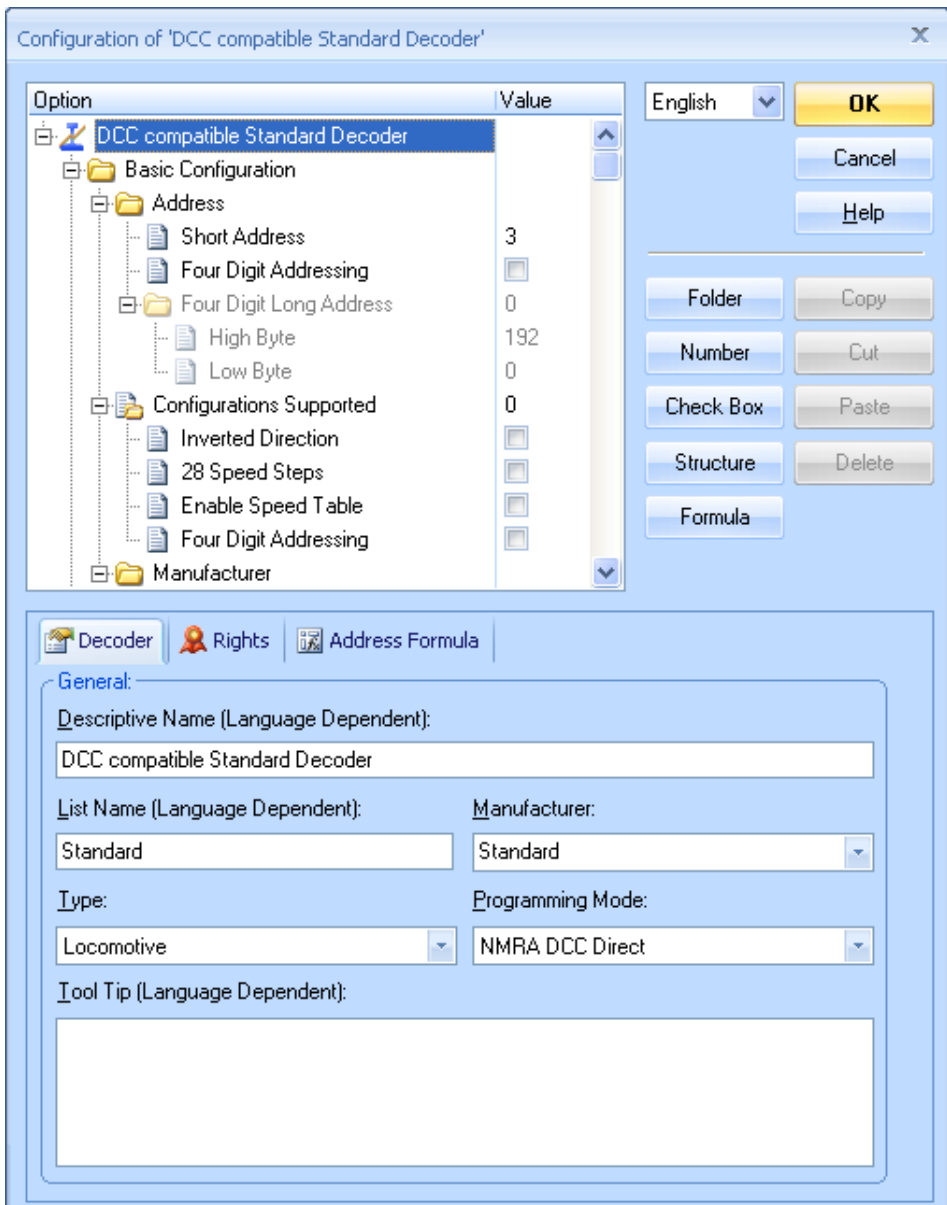 Configuration of 'DCC compatible Standard Decoder'
Option Value
DCC compatible Standard Decoder
Basic Configuration
Address
Short Address 3
Four Digit Addressing
Four Digit Long Address 0
High Byte 192
Low Byte 0
Configurations Supported 0
Inverted Direction
28 Speed Steps
Enable Speed Table
Four Digit Addressing
Manufacturer
English OK
Cancel
Help
Folder Copy
Number Cut
Check Box Paste
Structure Delete
Formula
Decoder Rights Address Formula
General:
Descriptive Name (Language Dependent):
DCC compatible Standard Decoder
List Name (Language Dependent): Manufacturer:
Standard Standard
Type: Programming Mode:
Locomotive NMRA DCC Direct
Tool Tip (Language Dependent):